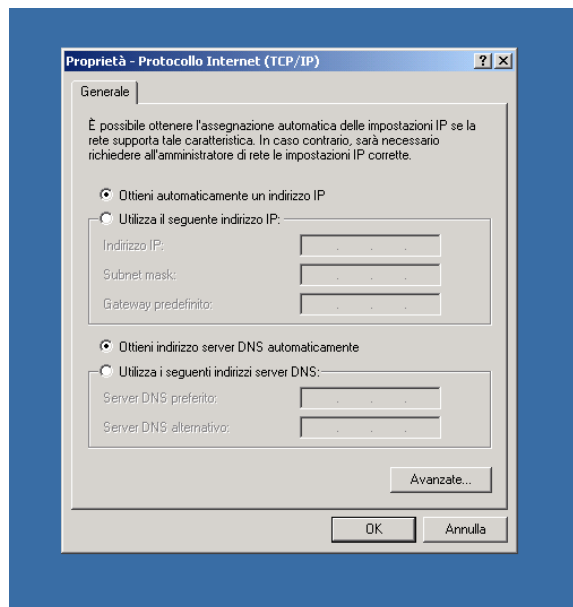 Proprietà - Protocollo Internet (TCP/IP)
Generale
È possibile ottenere l'assegnazione automatica delle impostazioni IP se la
rete supporta tale caratteristica. In caso contrario, sarà necessario
richiedere all'amministratore di rete le impostazioni IP corrette.
Ottieni automaticamente un indirizzo IP
Utilizza il seguente indirizzo IP:
Indirizzo IP:
Subnet mask:
Gateway predefinito:
Ottieni indirizzo server DNS automaticamente
Utilizza i seguenti indirizzi server DNS:
Server DNS preferito:
Server DNS alternativo:
Avanzate...
OK Annulla